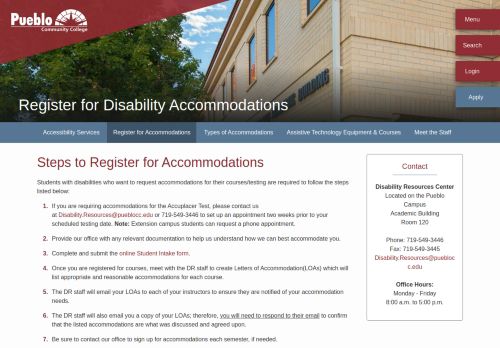 Pueblo
Community College
Menu
Search
Login
Apply
BUILDING
Register for Disability Accommodations
Accessibility Services
Register for Accommodations
Types of Accommodations
Assistive Technology Equipment & Courses
Meet the Staff
Steps to Register for Accommodations
Students with disabilities who want to request accommodations for their courses/testing are required to follow the steps
listed below:
1. If you are requiring accommodations for the Accuplacer Test, please contact us
at Disability.Resources@pueblocc.edu or 719-549-3446 to set up an appointment two weeks prior to your
scheduled testing date. Note: Extension campus students can request a phone appointment.
2. Provide our office with any relevant documentation to help us understand how we can best accommodate you.
3. Complete and submit the online Student Intake form.
4. Once you are registered for courses, meet with the DR staff to create Letters of Accommodation(LOAs) which will
list appropriate and reasonable accommodations for each course.
5. The DR staff will email your LOAs to each of your instructors to ensure they are notified of your accommodation
needs.
6. The DR staff will also email you a copy of your LOAs; therefore, you will need to respond to their email to confirm
that the listed accommodations are what was discussed and agreed upon.
7. Be sure to contact our office to sign up for accommodations each semester, if needed.
Contact
Disability Resources Center
Located on the Pueblo
Campus
Academic Building
Room 120
Phone: 719-549-3446
Fax: 719-549-3445
Disability.Resources@puebloc
c.edu
Office Hours:
Monday - Friday
8:00 a.m. to 5:00 p.m.